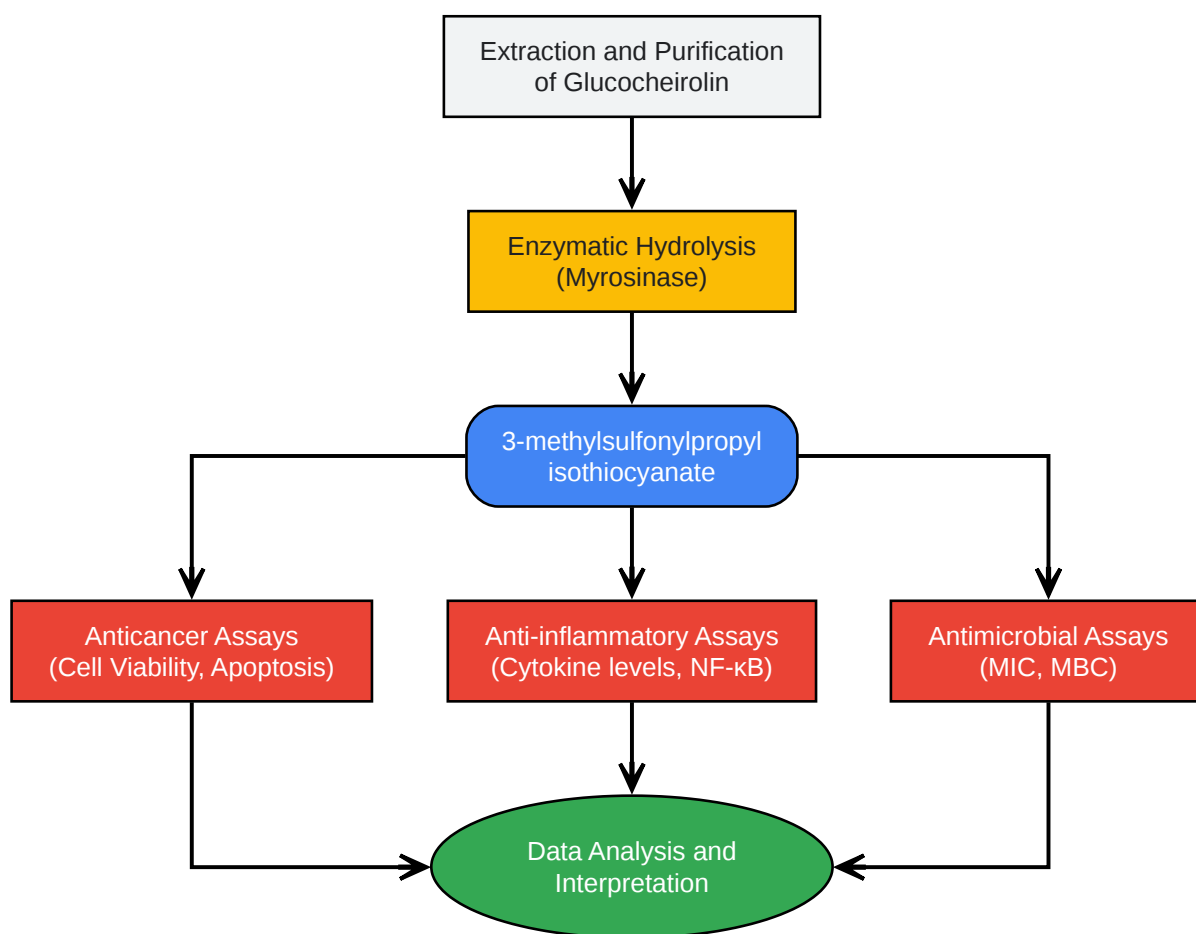 Extraction and Purification
of Glucocheirolin
Enzymatic Hydrolysis
(Myrosinase)
3-methylsulfonylpropyl
isothiocyanate
Anticancer Assays
(Cell Viability, Apoptosis)
Anti-inflammatory Assays
(Cytokine levels, NF-κB)
Antimicrobial Assays
(MIC, MBC)
Data Analysis and
Interpretation